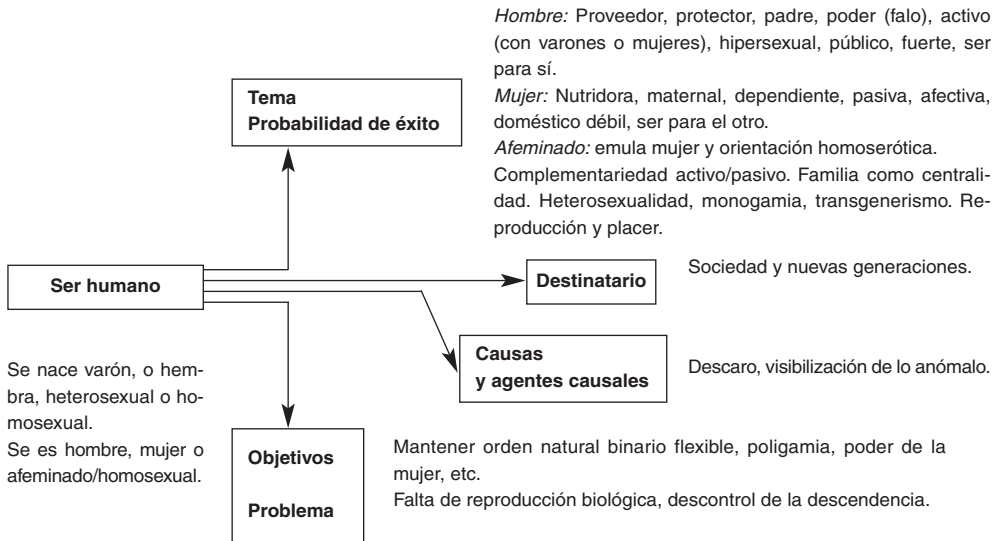 Hombre: Proveedor, protector, padre, poder (falo), activo
(con varones o mujeres), hipersexual, público, fuerte, ser
para sí.
Mujer: Nutridora, maternal, dependiente, pasiva, afectiva,
doméstico débil, ser para el otro.
Afeminado: emula mujer y orientación homoserótica.
Complementariedad activo/pasivo. Familia como centrali-
dad. Heterosexualidad, monogamia, transgenerismo. Re-
producción y placer.
Tema
Probabilidad de éxito
Ser humano
Destinatario
Sociedad y nuevas generaciones.
Causas
y agentes causales
Descaro, visibilización de lo anómalo.
Se nace varón, o hem-
bra, heterosexual o ho-
mosexual.
Se es hombre, mujer o
afeminado/homosexual.
Objetivos
Problema
Mantener orden natural binario flexible, poligamia, poder de la
mujer, etc.
Falta de reproducción biológica, descontrol de la descendencia.